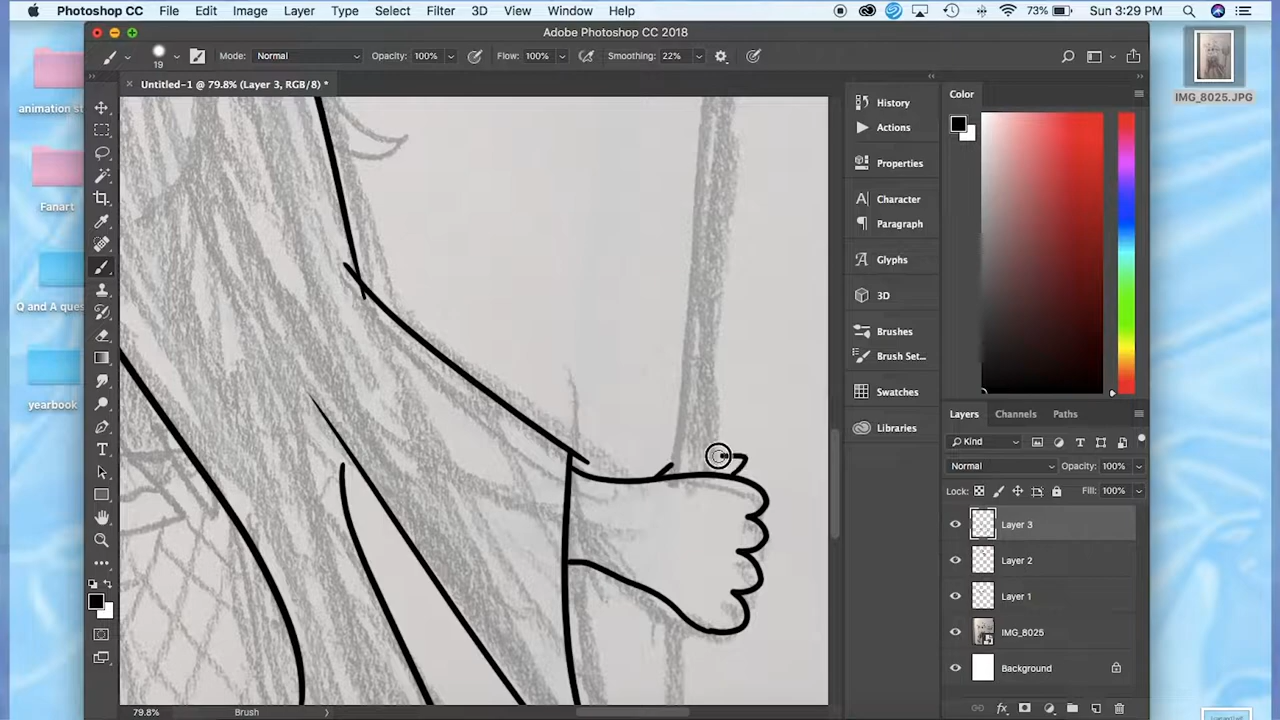 Photoshop CC File Edit Image Layer Type Select Filter 3D View Window Help 73% Sun 3:29 PM
Adobe Photoshop CC 2018
19 Mode: Normal Opacity: 100% Flow: 100% Smoothing: 22%
Untitled-1 @ 79.8% (Layer 3, RGB/8) *
animation st
Fanart
Q and A ques
yearbook
IMG_8025.JPG
History
Actions
Properties
Character
Paragraph
Glyphs
3D
Brushes
Brush Set...
Swatches
Libraries
Color
Layers Channels Paths
Kind
Normal Opacity: 100%
Lock: Fill: 100%
Layer 3
Layer 2
Layer 1
IMG_8025
Background
79.8% Brush